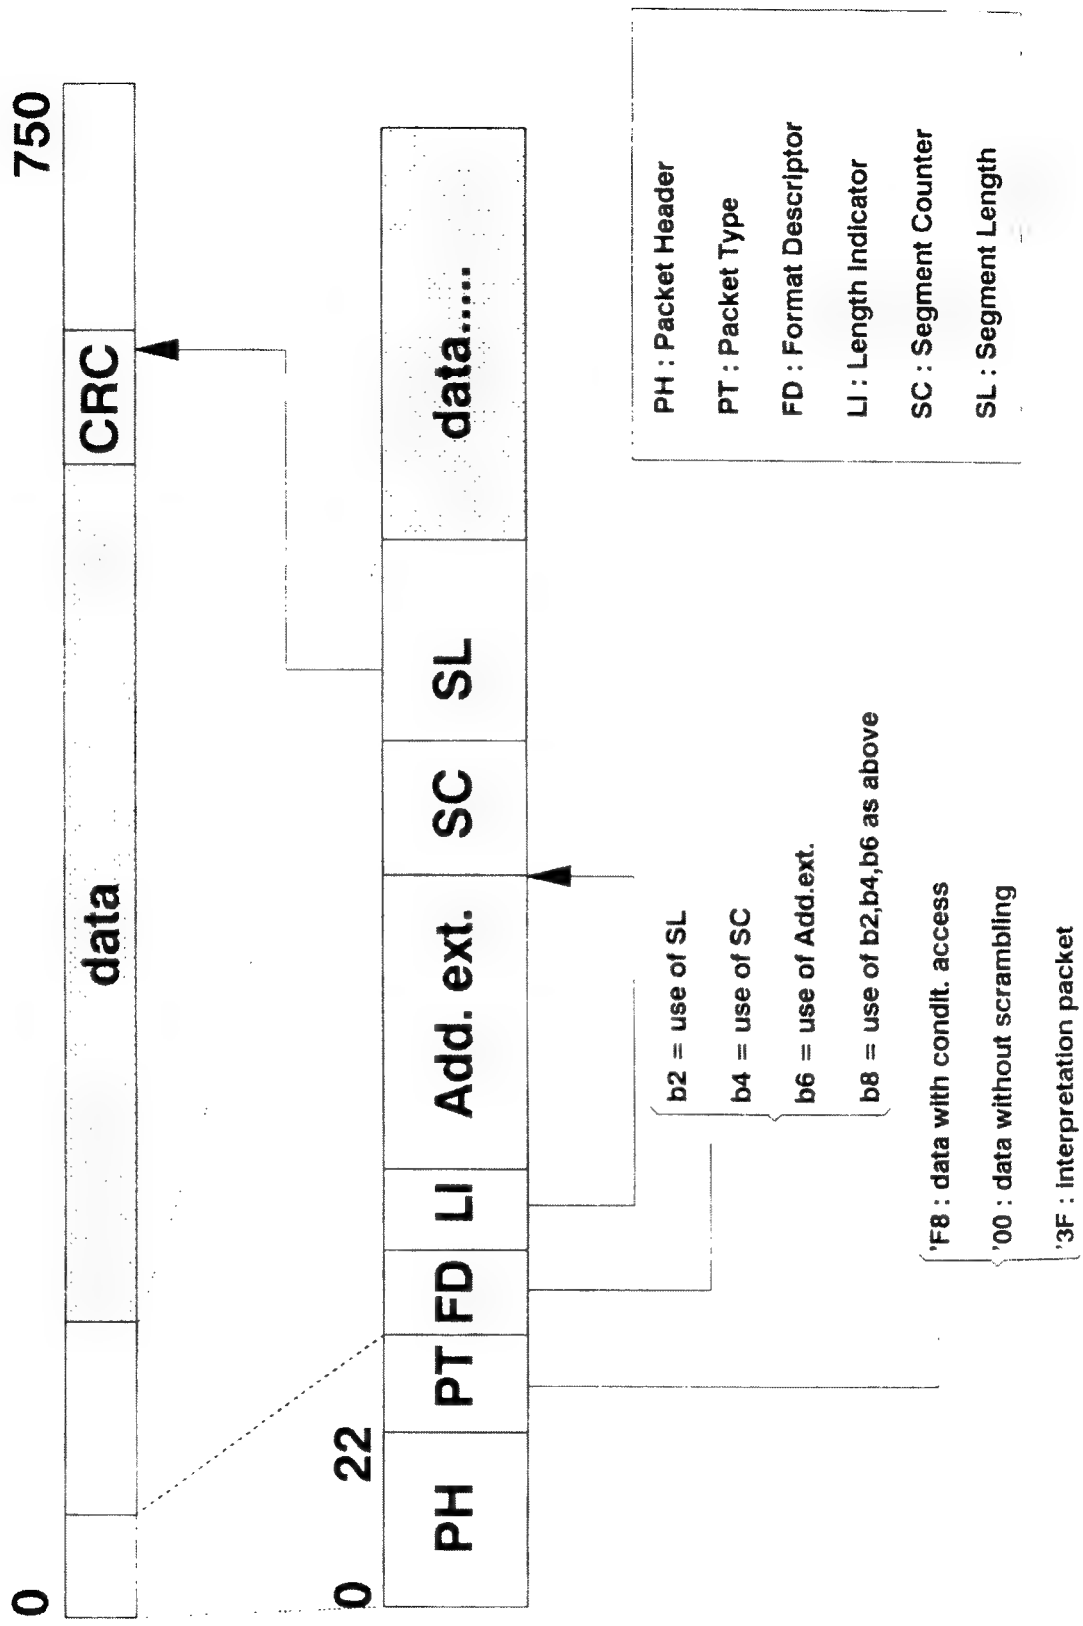 0 750
data CRC
0 22
PH PT FD LI Add. ext. SC SL data......
b2 = use of SL
b4 = use of SC
b6 = use of Add.ext.
b8 = use of b2,b4,b6 as above
'F8 : data with condit. access
'00 : data without scrambling
'3F : interpretation packet
PH : Packet Header
PT : Packet Type
FD : Format Descriptor
LI : Length Indicator
SC : Segment Counter
SL : Segment Length